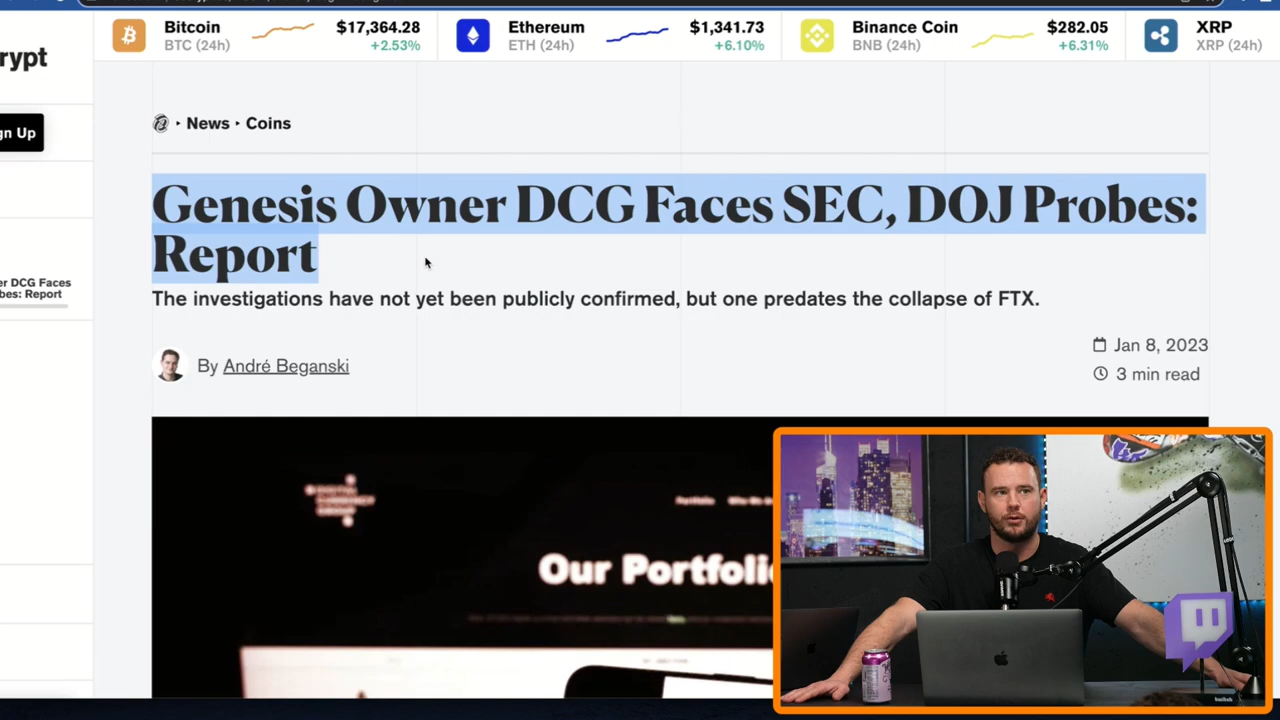 Bitcoin $17,364.28
BTC (24h) +2.53%
Ethereum $1,341.73
ETH (24h) +6.10%
Binance Coin $282.05
BNB (24h) +6.31%
XRP
XRP (24h)
rypt
gn Up
News ‣ Coins
Genesis Owner DCG Faces SEC, DOJ Probes:
Report
er DCG Faces
bes: Report
The investigations have not yet been publicly confirmed, but one predates the collapse of FTX.
By André Beganski
Jan 8, 2023
3 min read
Our Portfolio